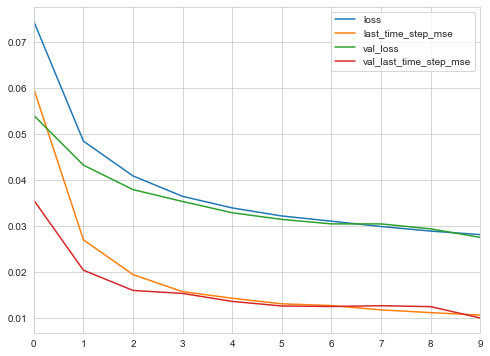 loss
last_time_step_mse
val_loss
val_last_time_step_mse
0.07
0.06
0.05
0.04
0.03
0.02
0.01
0 1 2 3 4 5 6 7 8 9